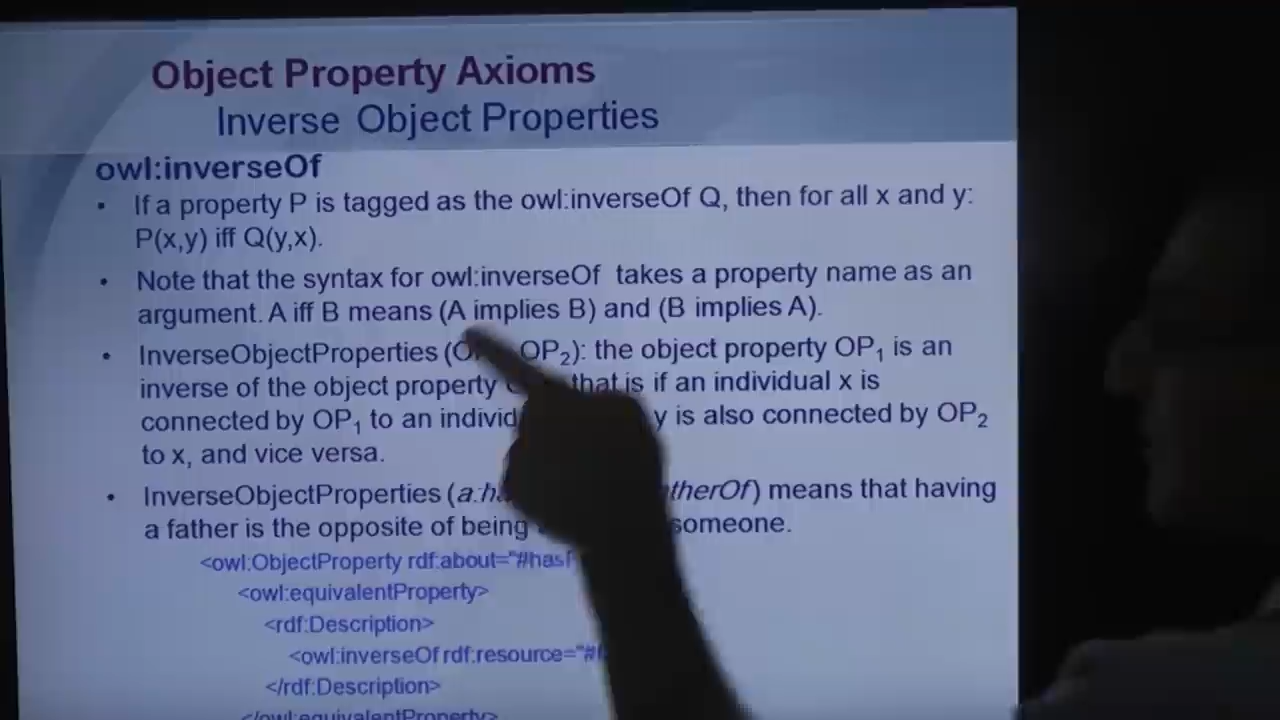 Object Property Axioms
Inverse Object Properties
owl:inverseOf
• If a property P is tagged as the owl:inverseOf Q, then for all x and y:
P(x,y) iff Q(y,x).
• Note that the syntax for owl:inverseOf takes a property name as an
argument. A iff B means (A implies B) and (B implies A).
• InverseObjectProperties ( OP₂): the object property OP₁ is an
inverse of the object property that is if an individual x is
connected by OP₁ to an y is also connected by OP₂
to x, and vice versa.
• InverseObjectProperties ( means that having
a father is the opposite of being someone.
<owl:ObjectProperty rdf:about="#
<owl:equivalentProperty>
<rdf:Description>
<owl:inverseOf rdf:resource="#
</rdf:Description>
</owl:equivalentProperty>